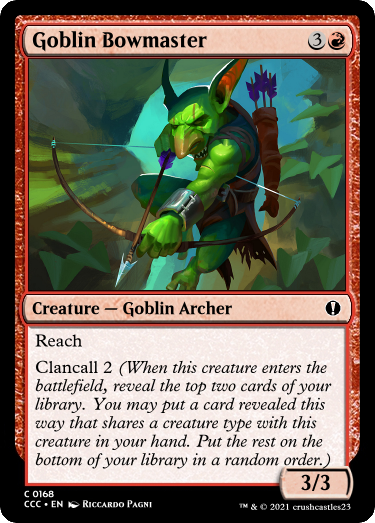 Goblin Bowmaster 3
Creature — Goblin Archer
Reach
Clancall 2 (When this creature enters the
battlefield, reveal the top two cards of your
library. You may put a card revealed this
way that shares a creature type with this
creature in your hand. Put the rest on the
bottom of your library in a random order.)
3/3
C 0168
CCC • EN Riccardo Pagni
™ & © 2021 crushcastles23